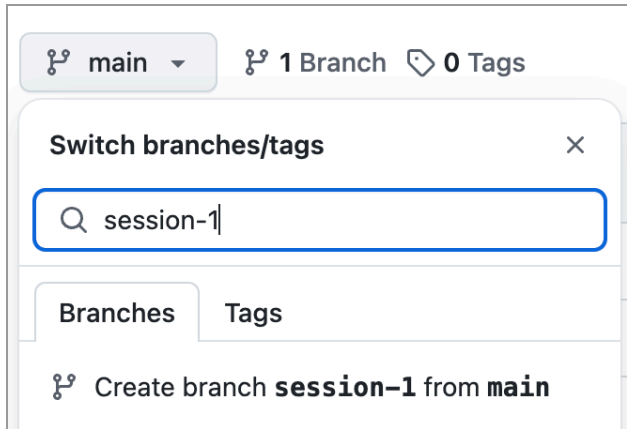 main 1 Branch 0 Tags
Switch branches/tags
session-1
Branches Tags
Create branch session-1 from main